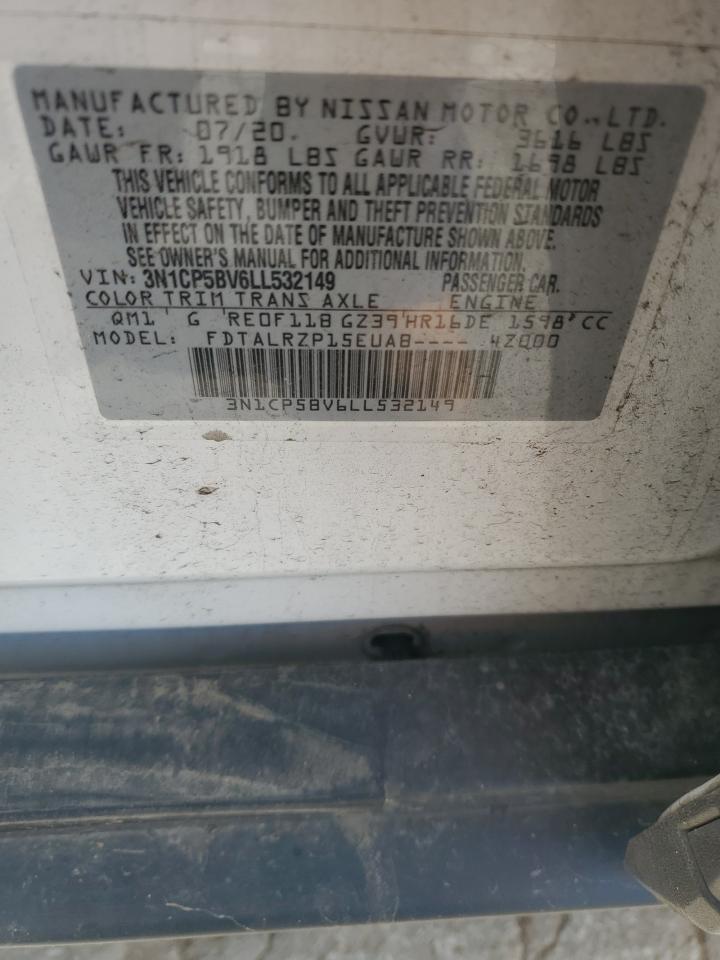 MANUFACTURED BY NISSAN MOTOR CO., LTD.
DATE: 07/20. GVWR: 3616 LBS
GAWR FR: 1918 LBS GAWR RR: 1698 LBS
THIS VEHICLE CONFORMS TO ALL APPLICABLE FEDERAL MOTOR
VEHICLE SAFETY, BUMPER AND THEFT PREVENTION STANDARDS
IN EFFECT ON THE DATE OF MANUFACTURE SHOWN ABOVE.
SEE OWNER'S MANUAL FOR ADDITIONAL INFORMATION.
VIN: 3N1CP5BV6LL532149 PASSENGER CAR.
COLOR TRIM TRANS AXLE ENGINE
QM1 G RE0F11B GZ39 HR16DE 1598 CC
MODEL: FDTALRZP15EUAB---- 4Z000
3N1CP5BV6LL532149